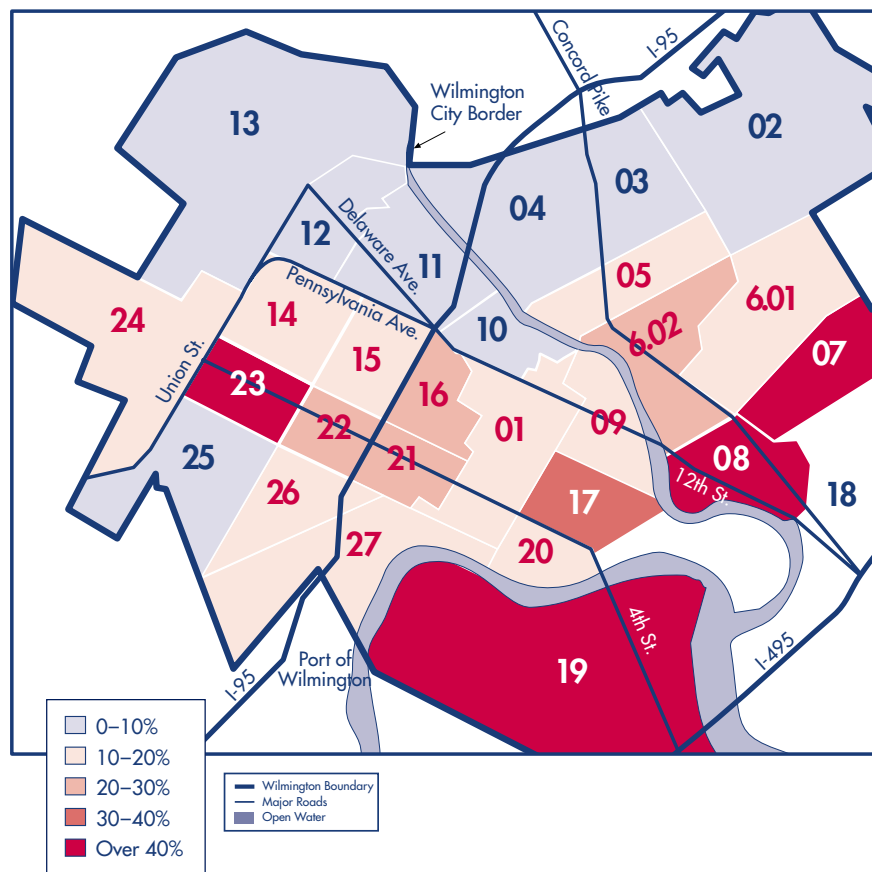 Concord Pike
I-95
Wilmington
City Border
13
02
03
04
12
Delaware Ave.
11
05
6.01
24
14
Pennsylvania Ave.
10
6.02
15
07
Union St.
23
16
01
09
22
21
08
25
12th St.
18
26
17
27
20
4th St.
19
I-495
Port of
Wilmington
I-95
0–10%
10–20%
20–30%
30–40%
Over 40%
Wilmington Boundary
Major Roads
Open Water